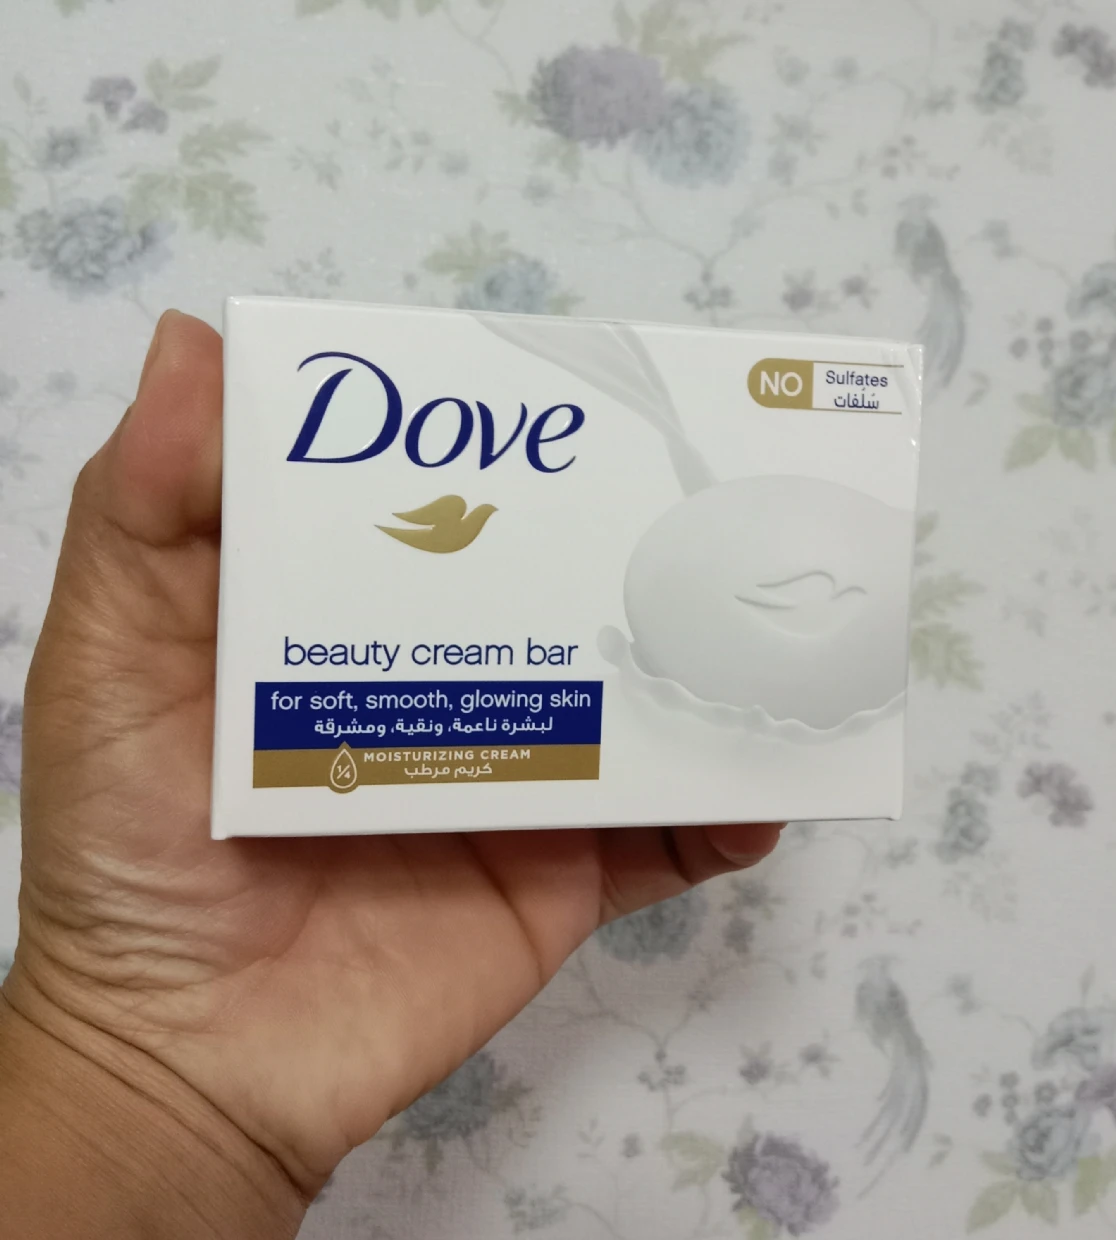 Dove
NO
Sulfates
سَلفات
beauty cream bar
for soft, smooth, glowing skin
لبشرة ناعمة، ونقية، ومشرقة
¼ MOISTURIZING CREAM
كريم مرطب